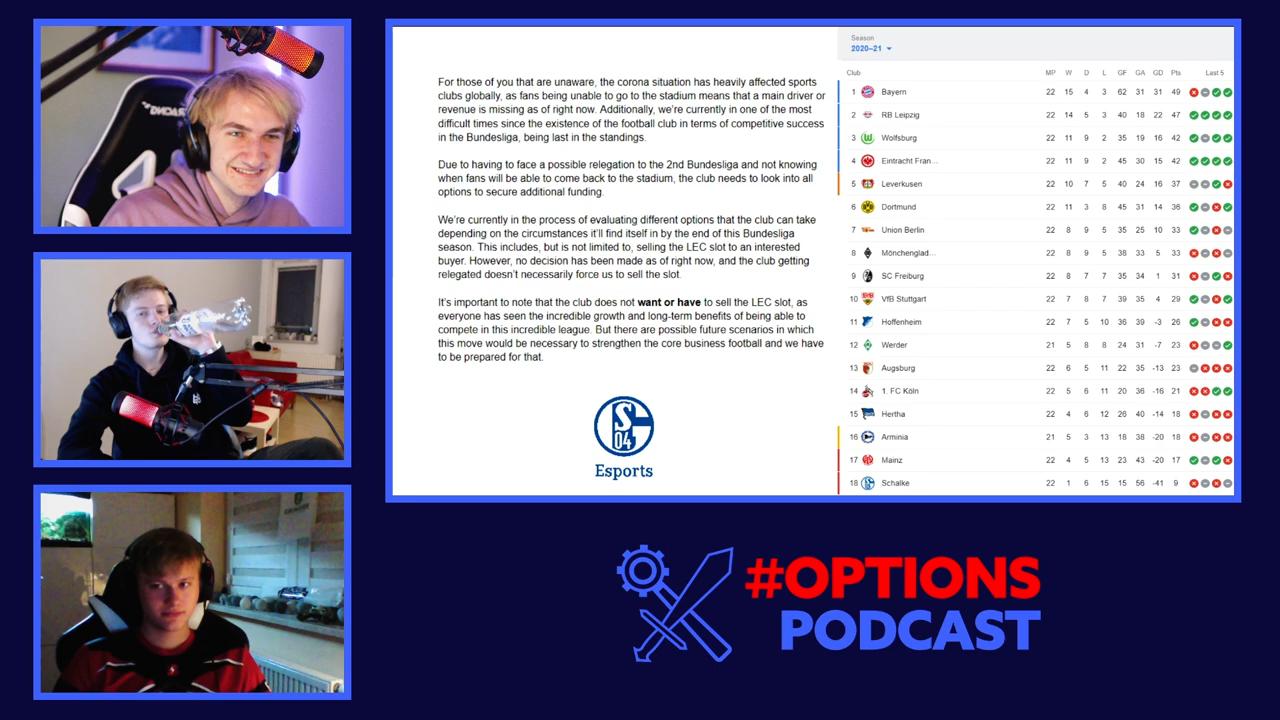 For those of you that are unaware, the corona situation has heavily affected sports
clubs globally, as fans being unable to go to the stadium means that a main driver or
revenue is missing as of right now. Additionally, we're currently in one of the most
difficult times since the existence of the football club in terms of competitive success
in the Bundesliga, being last in the standings.
Due to having to face a possible relegation to the 2nd Bundesliga and not knowing
when fans will be able to come back to the stadium, the club needs to look into all
options to secure additional funding.
We're currently in the process of evaluating different options that the club can take
depending on the circumstances it'll find itself in by the end of this Bundesliga
season. This includes, but is not limited to, selling the LEC slot to an interested
buyer. However, no decision has been made as of right now, and the club getting
relegated doesn't necessarily force us to sell the slot.
It's important to note that the club does not want or have to sell the LEC slot, as
everyone has seen the incredible growth and long-term benefits of being able to
compete in this incredible league. But there are possible future scenarios in which
this move would be necessary to strengthen the core business football and we have
to be prepared for that.
S 04
Esports
Season
2020–21
Club MP W D L GF GA GD Pts Last 5
1 Bayern 22 15 4 3 62 31 31 49
2 RB Leipzig 22 14 5 3 40 18 22 47
3 Wolfsburg 22 11 9 2 35 19 16 42
4 Eintracht Fran... 22 11 9 2 45 30 15 42
5 Leverkusen 22 10 7 5 40 24 16 37
6 Dortmund 22 11 3 8 45 31 14 36
7 Union Berlin 22 8 9 5 35 25 10 33
8 Mönchenglad... 22 8 9 5 38 33 5 33
9 SC Freiburg 22 8 7 7 35 34 1 31
10 VfB Stuttgart 22 7 8 7 39 35 4 29
11 Hoffenheim 22 7 5 10 36 39 -3 26
12 Werder 21 5 8 8 24 31 -7 23
13 Augsburg 22 6 5 11 22 35 -13 23
14 1. FC Köln 22 5 6 11 20 36 -16 21
15 Hertha 22 4 6 12 26 40 -14 18
16 Arminia 21 5 3 13 18 38 -20 18
17 Mainz 22 4 5 13 23 43 -20 17
18 Schalke 22 1 6 15 15 56 -41 9
#OPTIONS
PODCAST